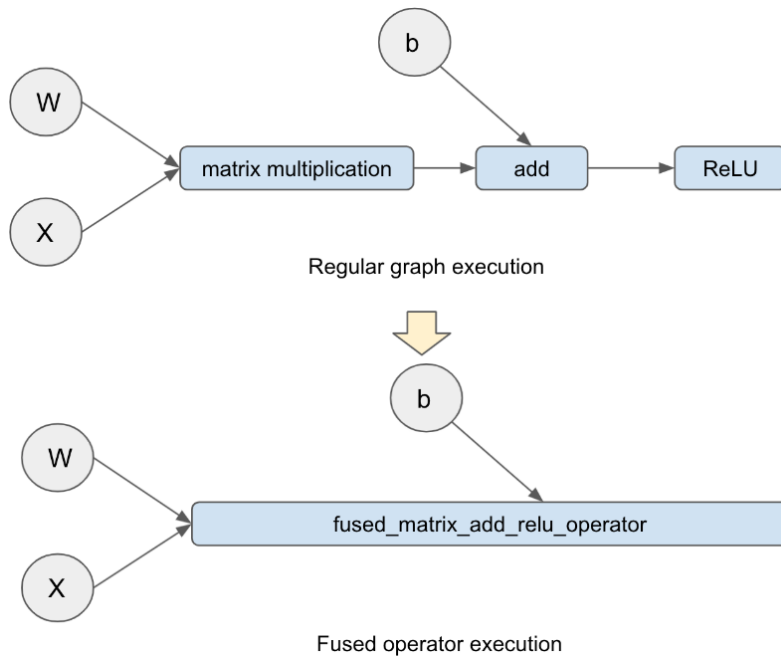 b
W
matrix multiplication
add
ReLU
X
Regular graph execution
b
W
fused_matrix_add_relu_operator
X
Fused operator execution